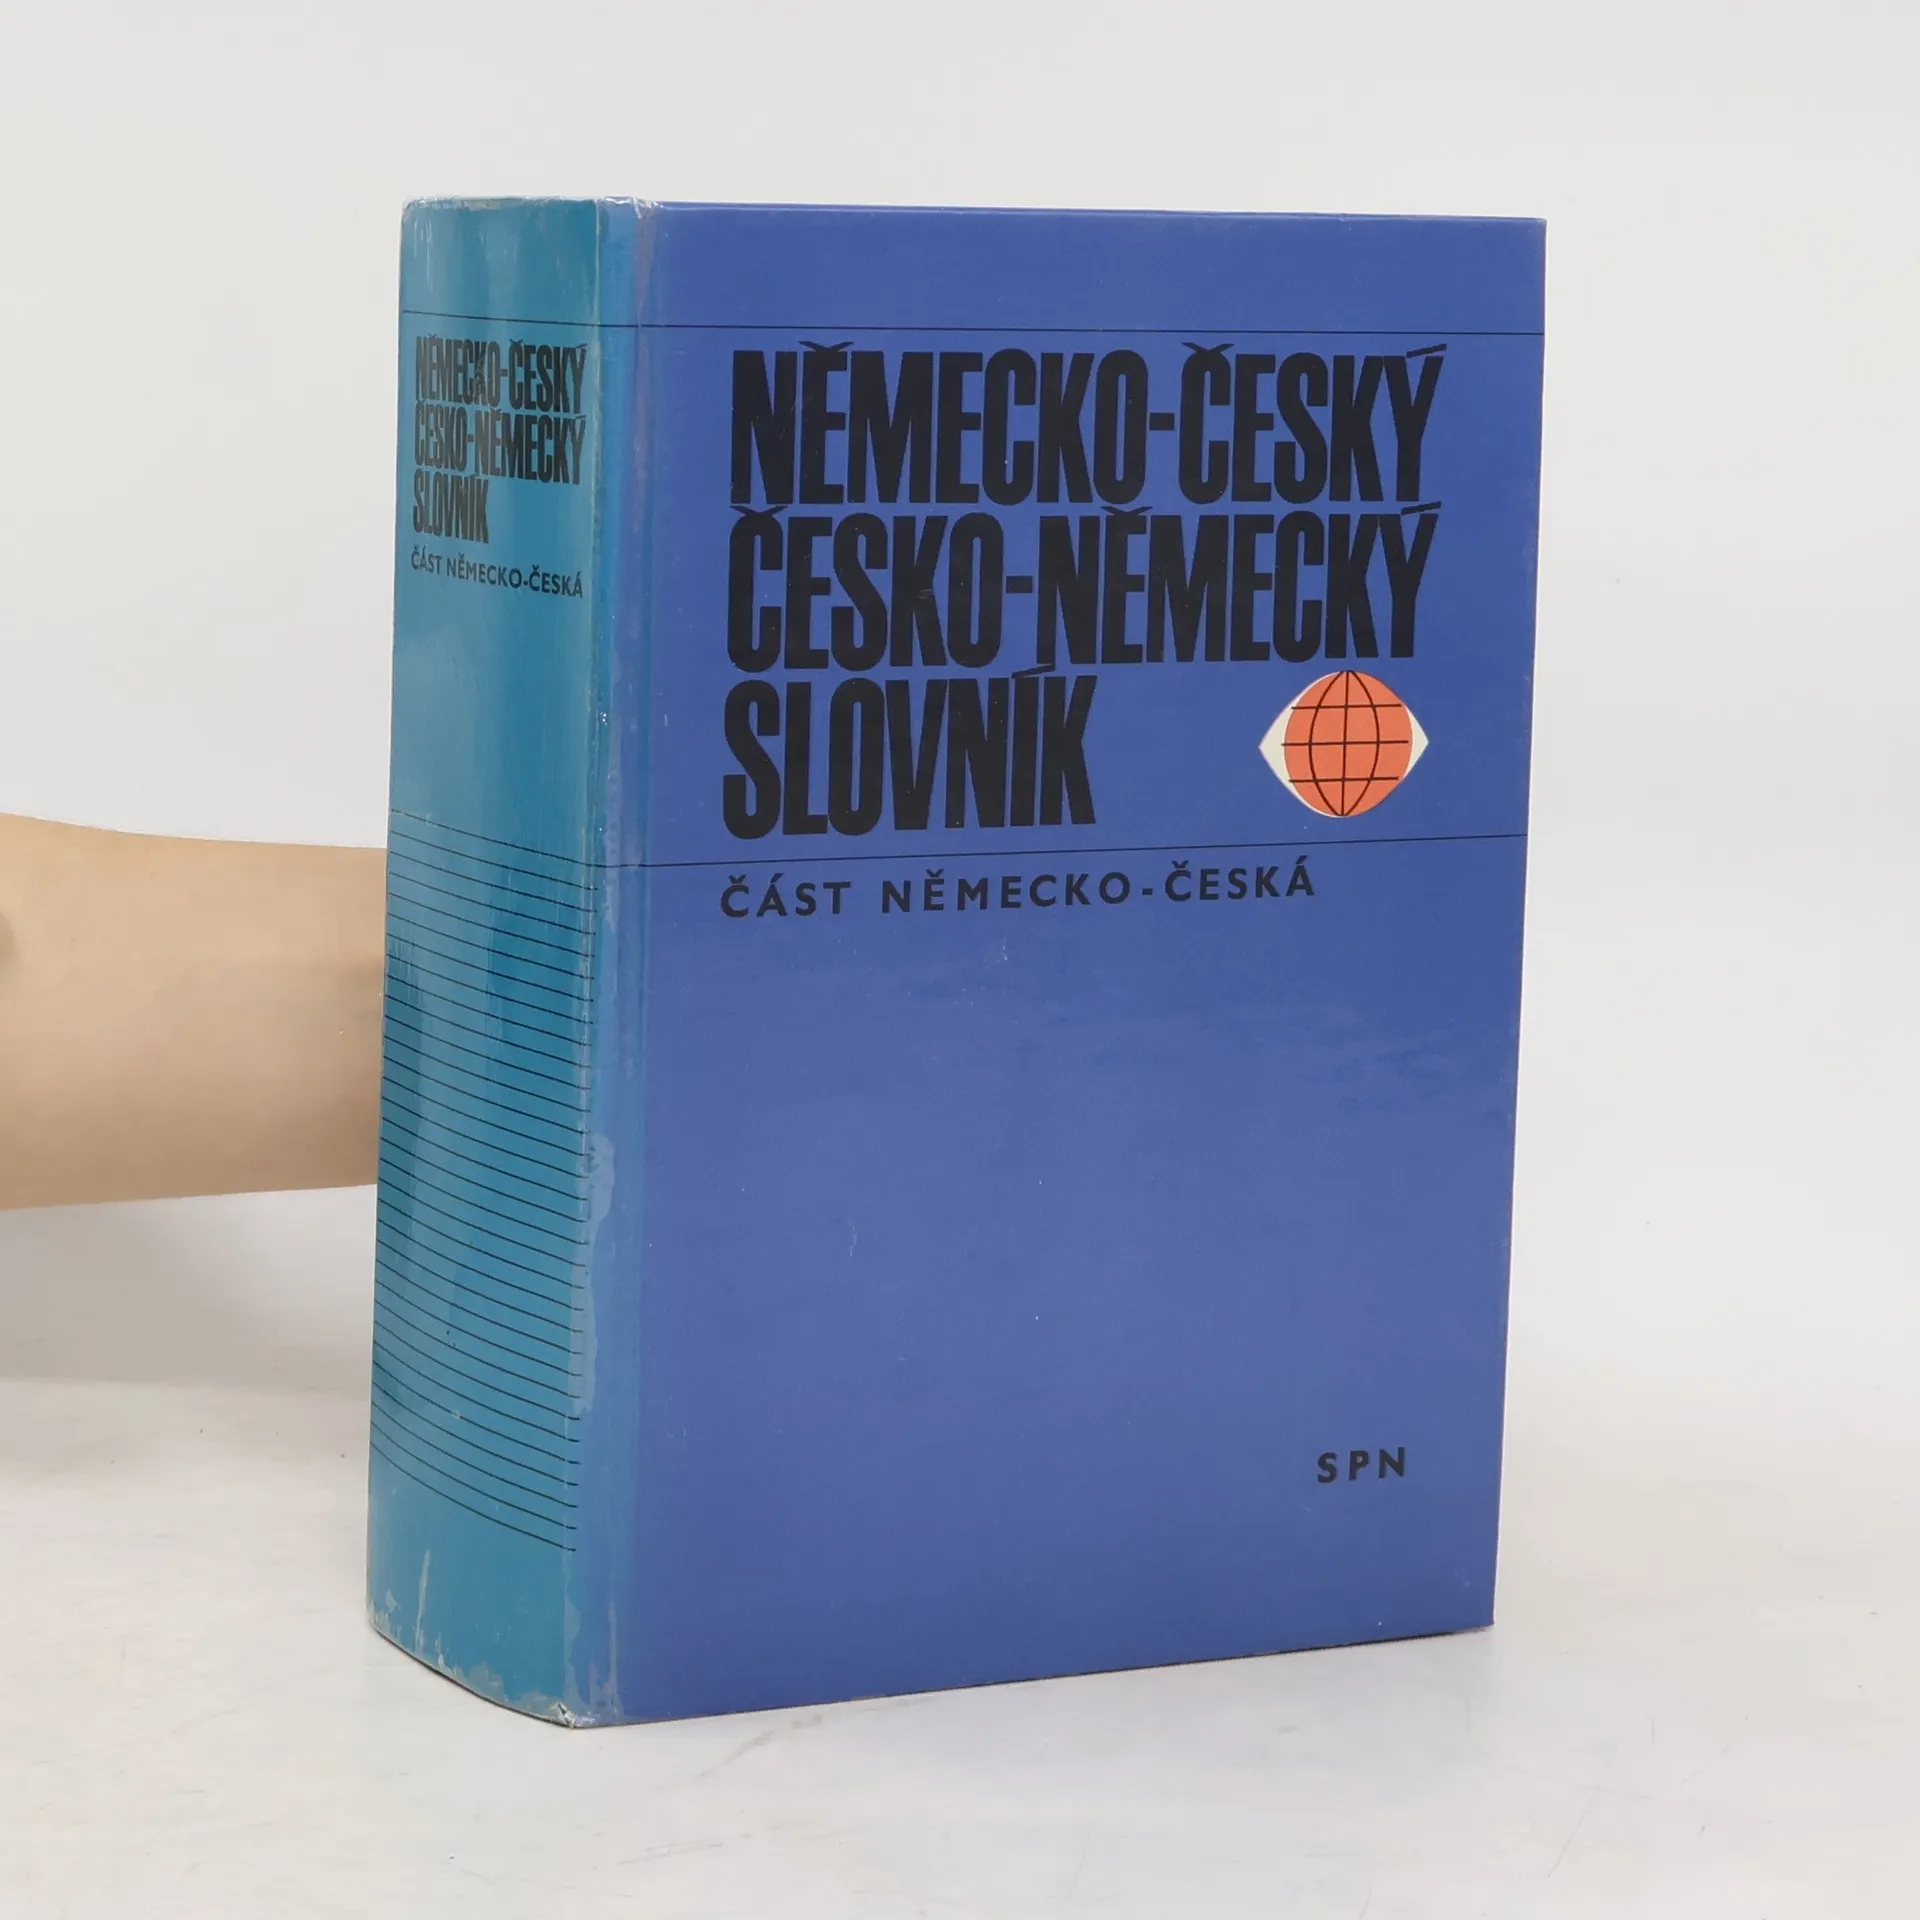 NĚMECKO-ČESKÝ
ČESKO-NĚMECKÝ
SLOVNÍK
ČÁST NĚMECKO-ČESKÁ
NĚMECKO-ČESKÝ
ČESKO-NĚMECKÝ
SLOVNÍK
ČÁST NĚMECKO-ČESKÁ
SPN